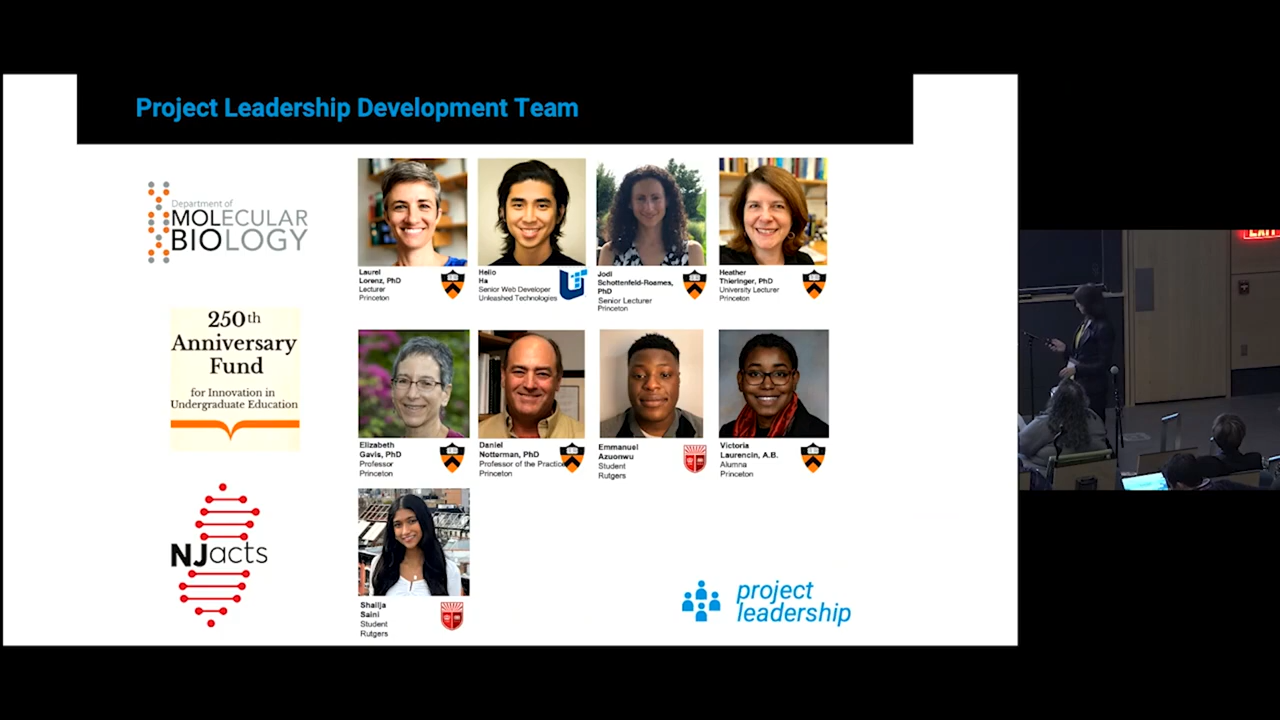 Project Leadership Development Team
Department of
MOLECULAR
BIOLOGY
250th
Anniversary
Fund
for Innovation in
Undergraduate Education
NJacts
Laurel
Lorenz, PhD
Lecturer
Princeton
Hello
Ha
Senior Web Developer
Unleashed Technologies
Jodi
Schottenfeld-Roames,
PhD
Senior Lecturer
Princeton
Heather
Thieringer, PhD
University Lecturer
Princeton
Elizabeth
Gavis, PhD
Professor
Princeton
Daniel
Notterman, PhD
Professor of the Practice
Princeton
Emmanuel
Azuonwu
Student
Rutgers
Victoria
Laurencin, A.B.
Alumna
Princeton
Shailja
Saini
Student
Rutgers
project
leadership
EXIT